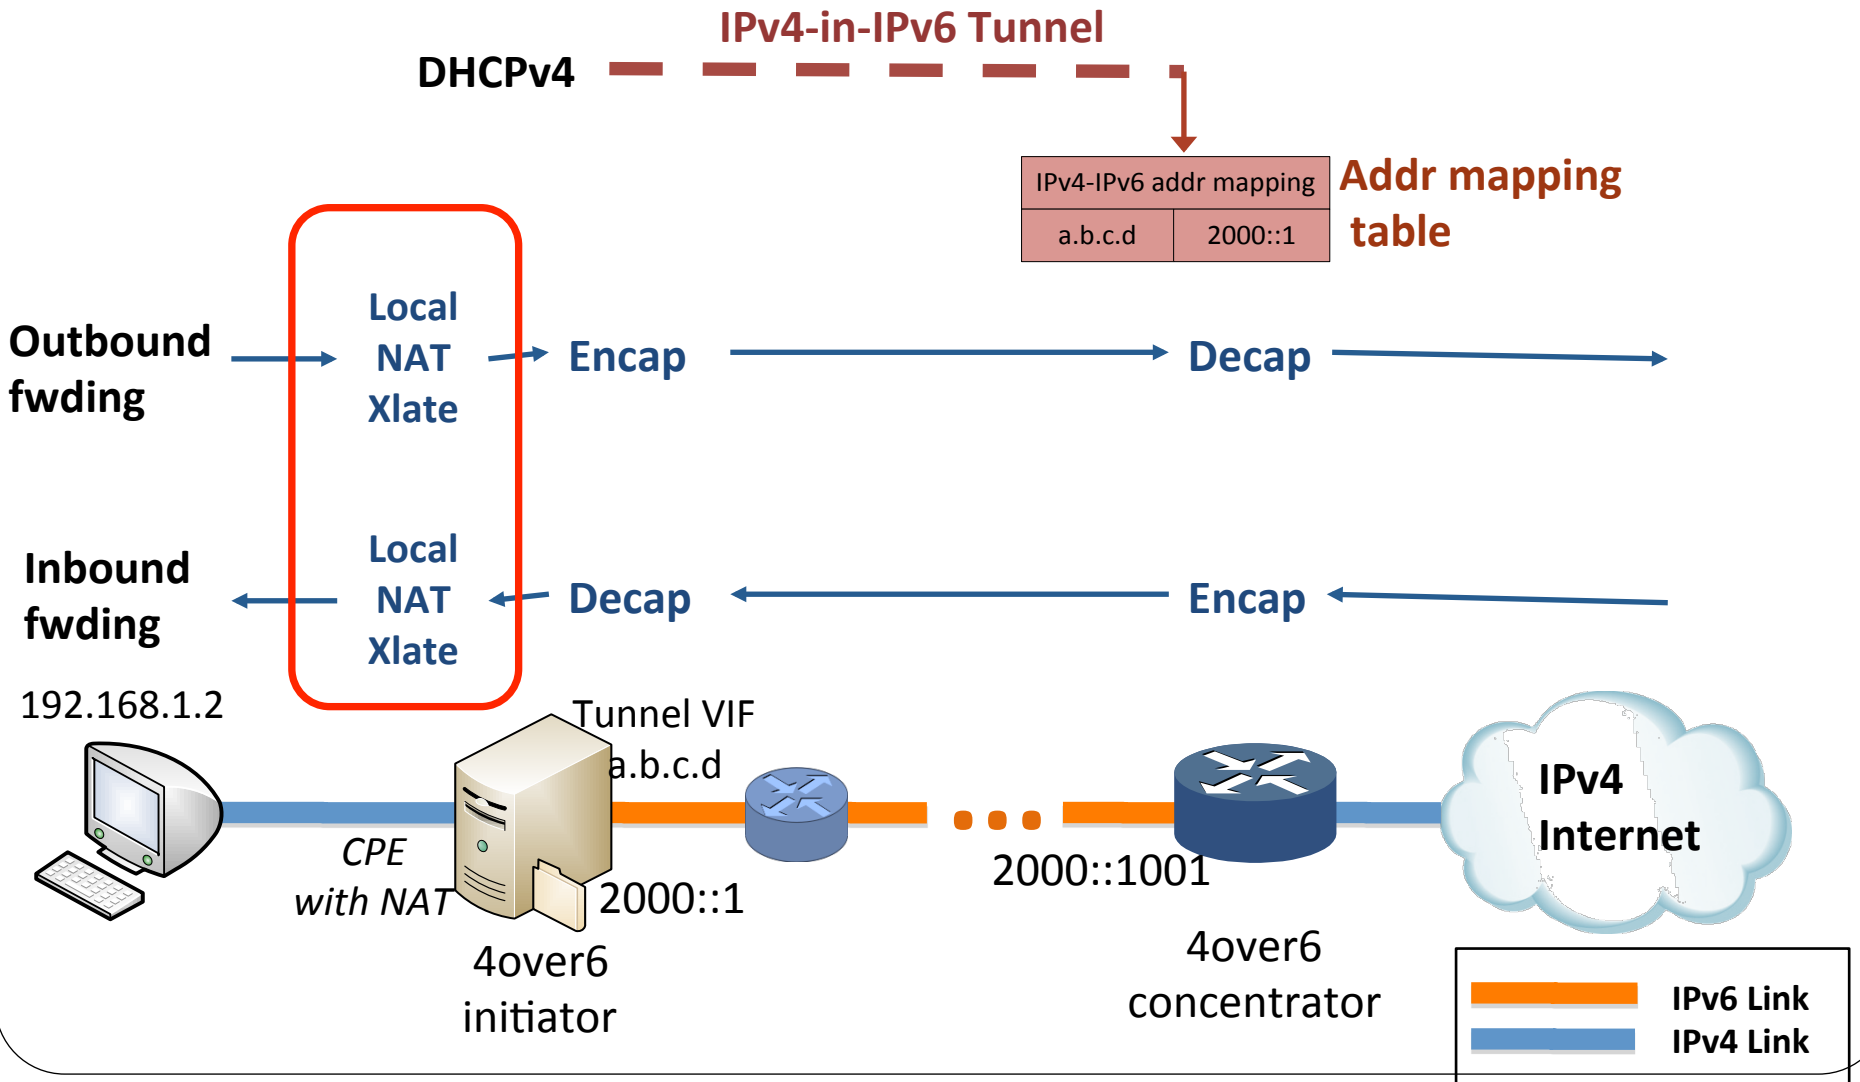 IPv4-in-IPv6 Tunnel
DHCPv4
IPv4-IPv6 addr mapping
a.b.c.d 2000::1
Addr mapping
table
Outbound
fwding
Local
NAT
Xlate
Encap
Decap
Inbound
fwding
Local
NAT
Xlate
Decap
Encap
192.168.1.2
Tunnel VIF
a.b.c.d
CPE
with NAT
2000::1
4over6
initiator
2000::1001
4over6
concentrator
IPv4
Internet
IPv6 Link
IPv4 Link